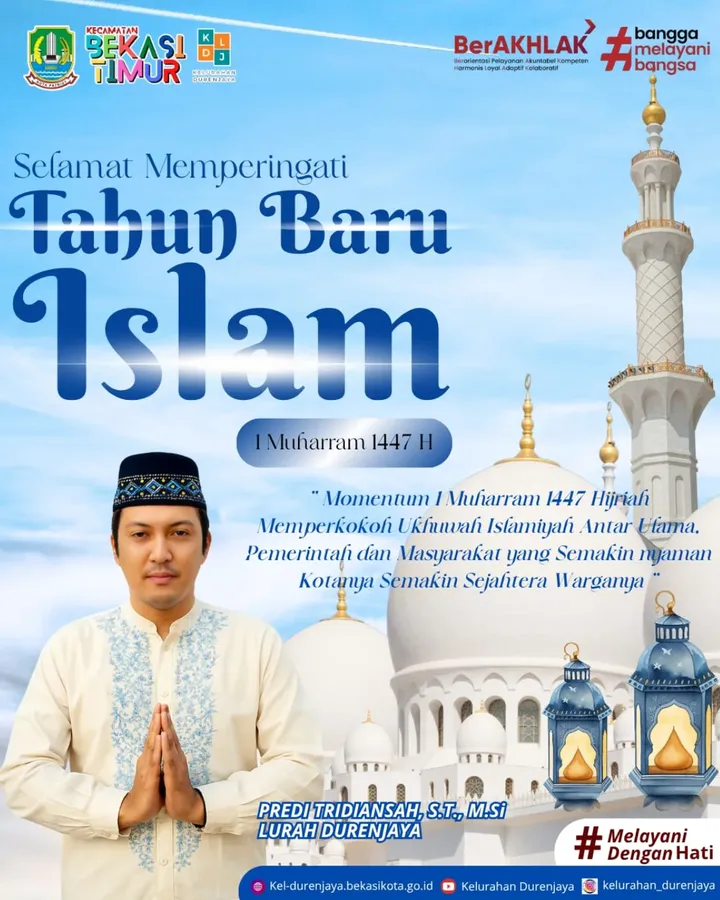 KECAMATAN
BEKASI
TIMUR
KD
LJ
KELURAHAN
DURENJAYA
BerAKHLAK
Berorientasi Pelayanan Akuntabel Kompeten
Harmonis Loyal Adaptif Kolaboratif
#bangga
melayani
bangsa
Selamat Memperingati
Tahun Baru
Islam
1 Muharram 1447 H
" Momentum 1 Muharram 1447 Hijriah
Memperkokoh Ukhuwah Islamiyah Antar Ulama,
Pemerintah dan Masyarakat yang Semakin nyaman
Kotanya Semakin Sejahtera Warganya "
PREDI TRIDIANSAH, S.T., M.Si
LURAH DURENJAYA
#Melayani
Dengan Hati
Kel-durenjaya.bekasikota.go.id Kelurahan Durenjaya kelurahan_durenjaya